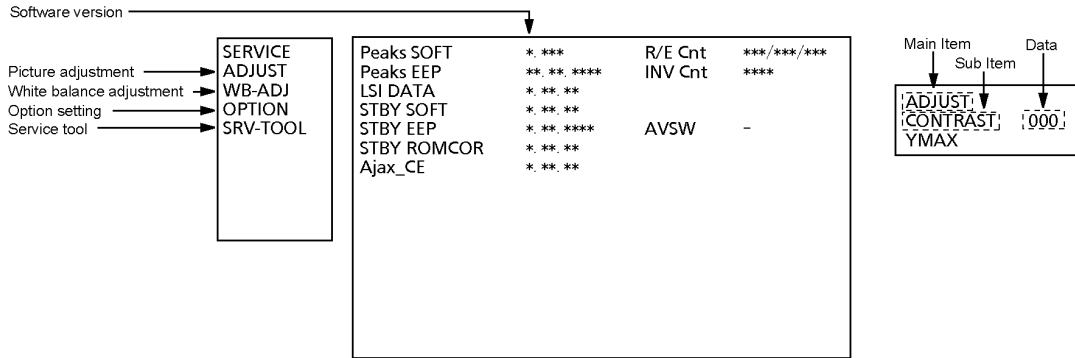 Software version
Picture adjustment
White balance adjustment
Option setting
Service tool
SERVICE
ADJUST
WB-ADJ
OPTION
SRV-TOOL
Peaks SOFT *. *** R/E Cnt ***/***/***
Peaks EEP **. **. **** INV Cnt ****
LSI DATA *. **. **
STBY SOFT *. **. **
STBY EEP *. **. **** AVSW –
STBY ROMCOR *. **. **
Ajax_CE *. **. **
Main Item
Sub Item
Data
ADJUST
CONTRAST 000
YMAX